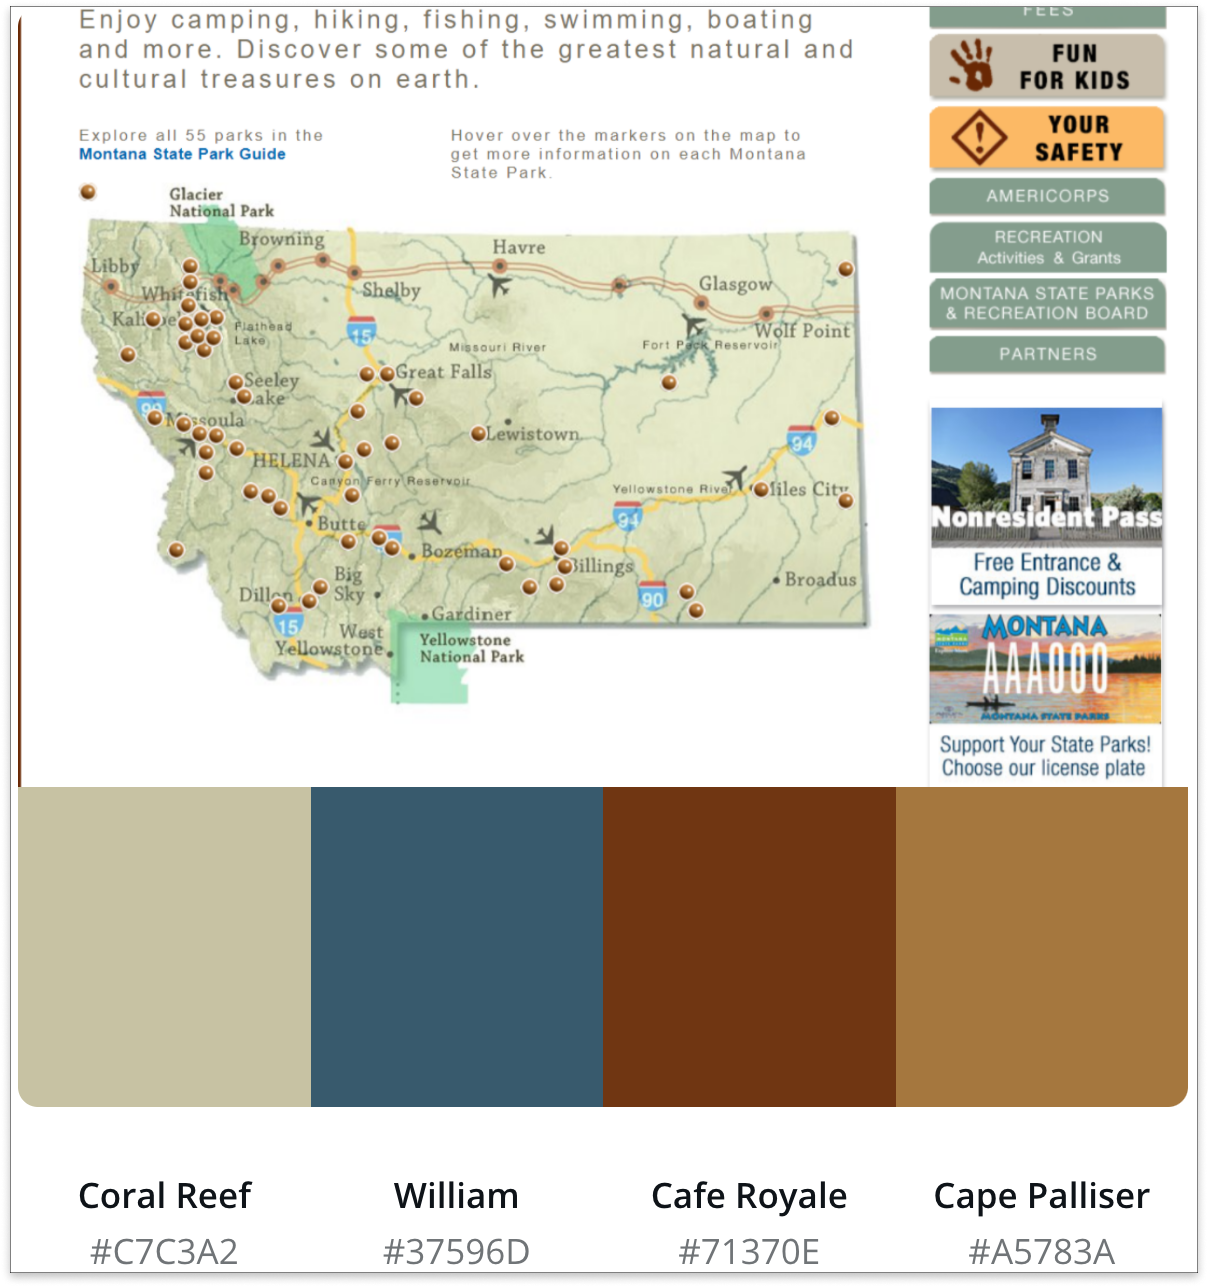 Enjoy camping, hiking, fishing, swimming, boating
and more. Discover some of the greatest natural and
cultural treasures on earth.
Explore all 55 parks in the
Montana State Park Guide
Hover over the markers on the map to
get more information on each Montana
State Park.
Glacier
National Park
Browning
Havre
Libby
Shelby
Glasgow
Whitefish
Flathead
Lake
15
Missouri River
Fort Peck Reservoir
Wolf Point
Great Falls
Seeley
Lake
90
Missoula
Lewistown
94
HELENA
Canyon Ferry Reservoir
Yellowstone River
Miles City
94
Butte
Bozeman
Billings
Big
Sky
Dillon
90
Broadus
15
Gardiner
West
Yellowstone
Yellowstone
National Park
FEES
FUN
FOR KIDS
YOUR
SAFETY
AMERICORPS
RECREATION
Activities & Grants
MONTANA STATE PARKS
& RECREATION BOARD
PARTNERS
Nonresident Pass
Free Entrance &
Camping Discounts
MONTANA
AAA000
MONTANA STATE PARKS
Support Your State Parks!
Choose our license plate
Coral Reef
William
Cafe Royale
Cape Palliser
#C7C3A2
#37596D
#71370E
#A5783A